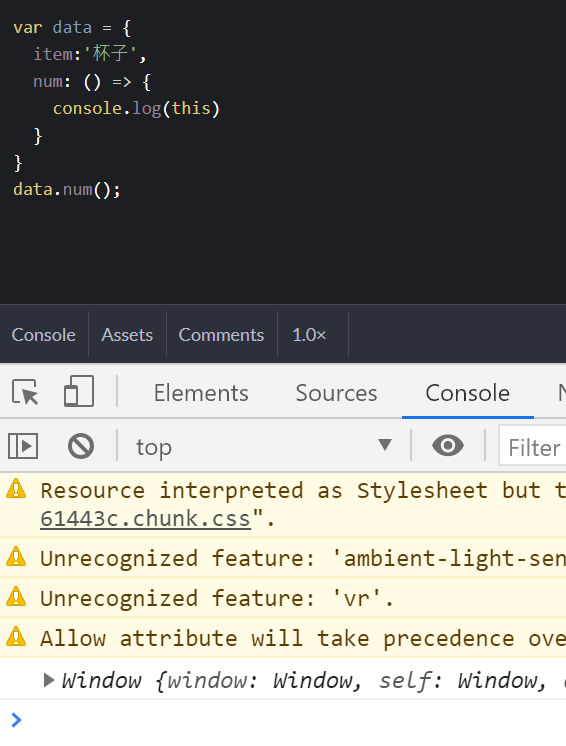 var data = {
item:'杯子',
num: () => {
console.log(this)
}
}
data.num();
Console Assets Comments 1.0×
Elements Sources Console
top Filter
Resource interpreted as Stylesheet but t
61443c.chunk.css".
Unrecognized feature: 'ambient-light-sen
Unrecognized feature: 'vr'.
Allow attribute will take precedence ove
Window {window: Window, self: Window,